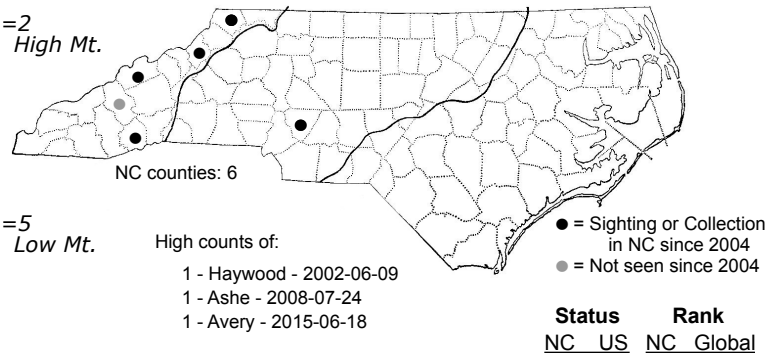 =2
High Mt.
NC counties: 6
=5
Low Mt.
High counts of:
1 - Haywood - 2002-06-09
1 - Ashe - 2008-07-24
1 - Avery - 2015-06-18
= Sighting or Collection
in NC since 2004
= Not seen since 2004
Status Rank
NC US NC Global